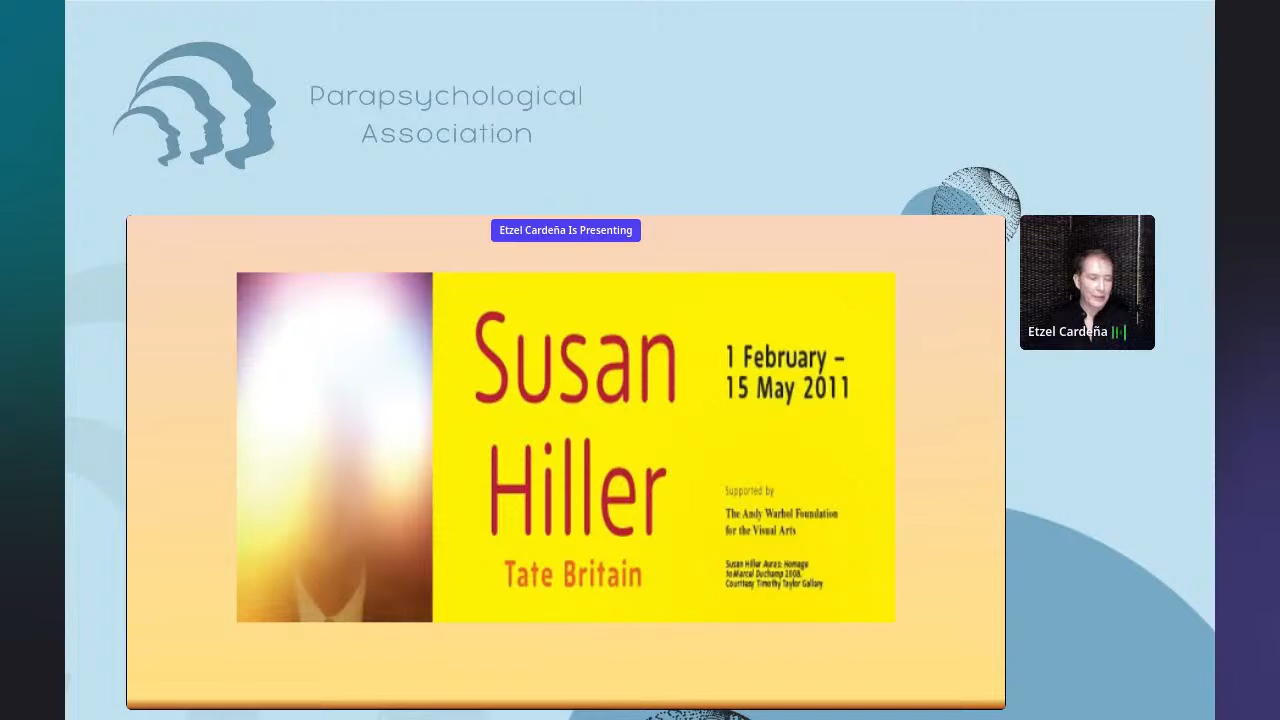 Parapsychological
Association
Etzel Cardeña Is Presenting
Susan
Hiller
Tate Britain
1 February –
15 May 2011
Supported by
The Andy Warhol Foundation
for the Visual Arts
Susan Hiller Auras: Homage
to Marcel Duchamp 2008.
Courtesy Timothy Taylor Gallery
Etzel Cardeña